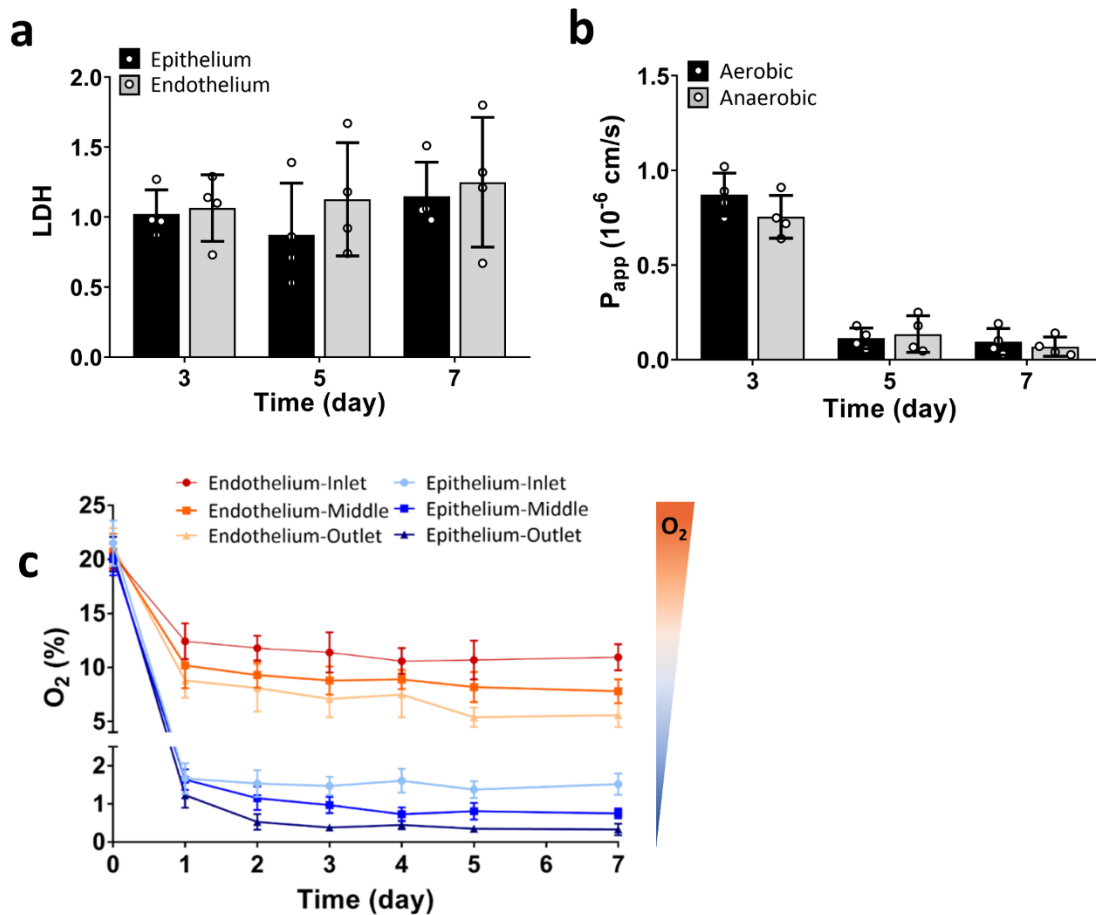 a
Epithelium
Endothelium
2.0
1.5
1.0
0.5
0.0
LDH
3 5 7
Time (day)
b
Aerobic
Anaerobic
1.5
1.0
0.5
0.0
Papp (10-6 cm/s)
3 5 7
Time (day)
c
Endothelium-Inlet Epithelium-Inlet
Endothelium-Middle Epithelium-Middle
Endothelium-Outlet Epithelium-Outlet
25
20
15
10
5
2
1
0
O2 (%)
0 1 2 3 4 5 6 7
Time (day)
O2